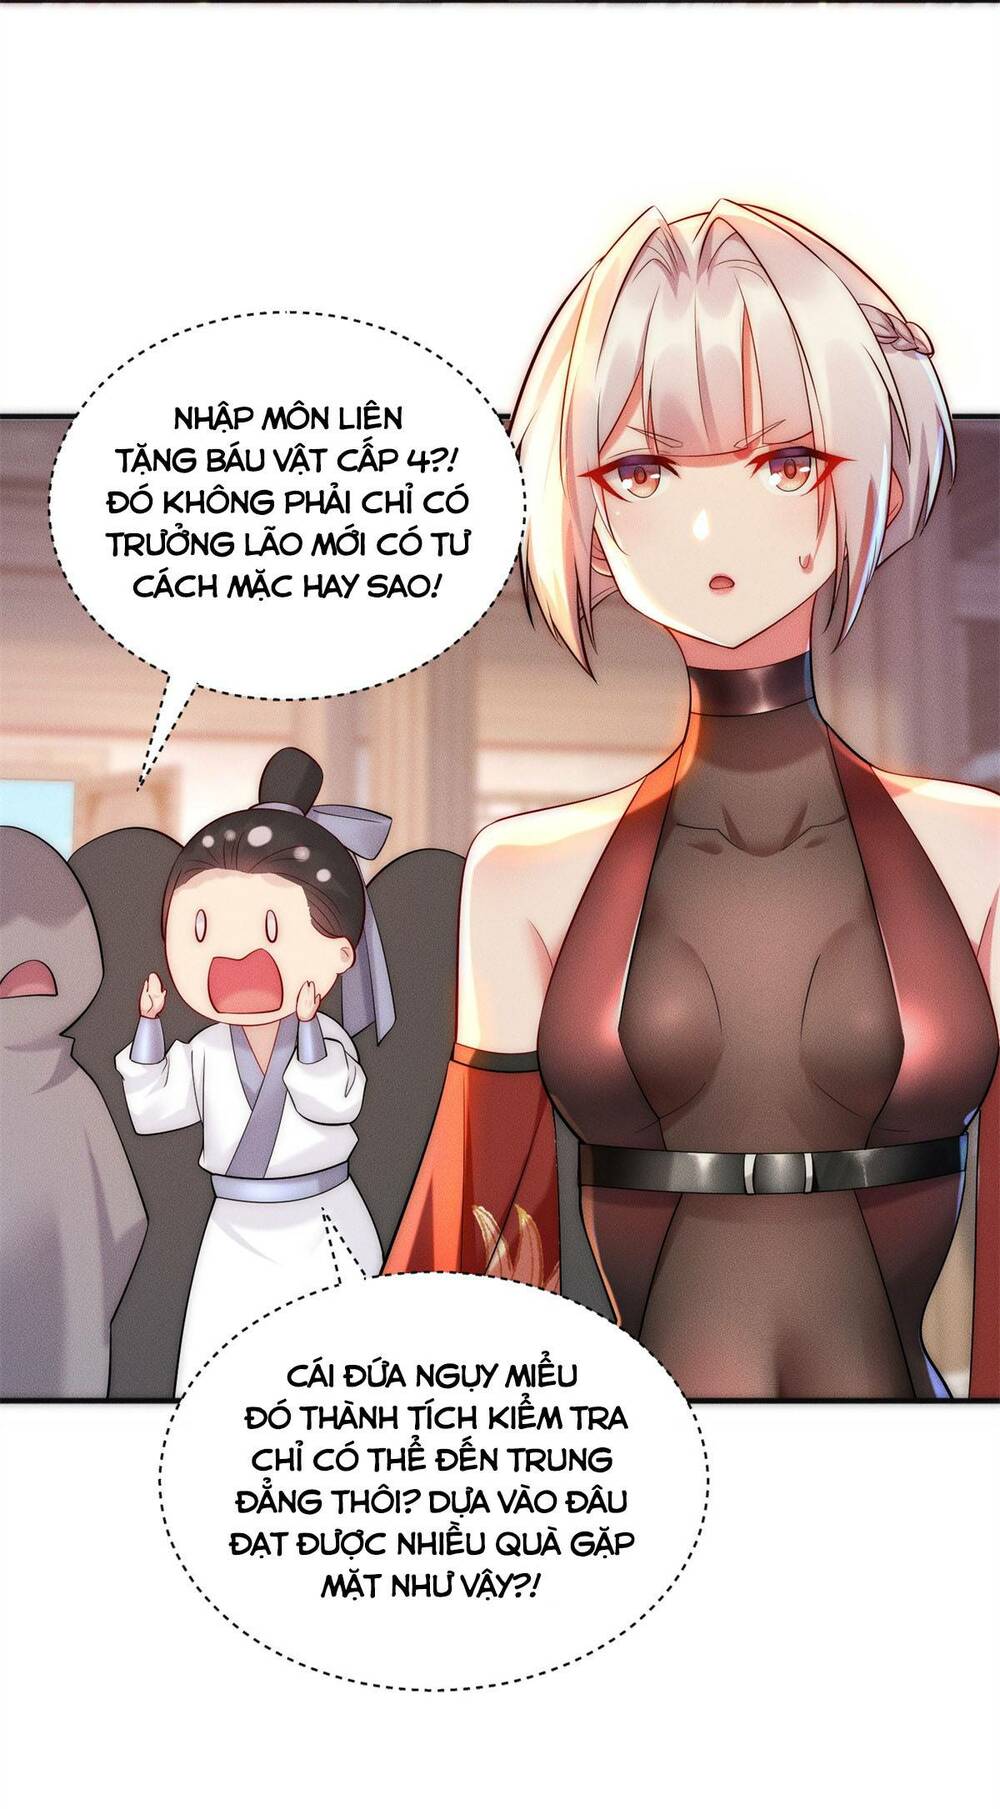 NHẬP MÔN LIÊN
TẶNG BÁU VẬT CẤP 4?!
ĐÓ KHÔNG PHẢI CHỈ CÓ
TRƯỞNG LÃO MỚI CÓ TƯ
CÁCH MẶC HAY SAO!
CÁI ĐỨA NGỤY MIỂU
ĐÓ THÀNH TÍCH KIỂM TRA
CHỈ CÓ THỂ ĐẾN TRUNG
ĐẲNG THÔI? DỰA VÀO ĐÂU
ĐẠT ĐƯỢC NHIỀU QUÀ GẶP
MẶT NHƯ VẬY?!